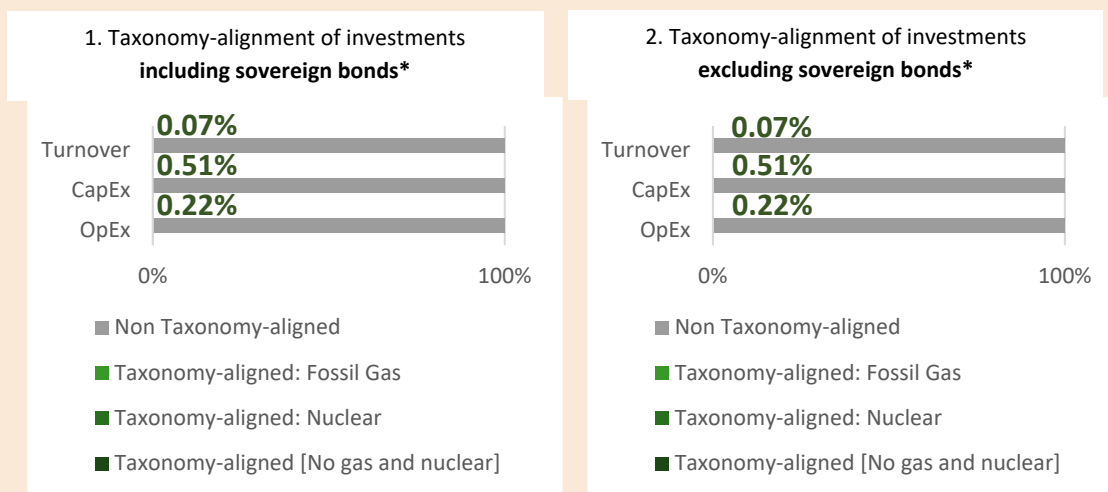 1. Taxonomy-alignment of investments
including sovereign bonds*
0.07%
Turnover
0.51%
CapEx
0.22%
OpEx
0%
100%
Non Taxonomy-aligned
Taxonomy-aligned: Fossil Gas
Taxonomy-aligned: Nuclear
Taxonomy-aligned [No gas and nuclear]
2. Taxonomy-alignment of investments
excluding sovereign bonds*
0.07%
Turnover
0.51%
CapEx
0.22%
OpEx
0%
100%
Non Taxonomy-aligned
Taxonomy-aligned: Fossil Gas
Taxonomy-aligned: Nuclear
Taxonomy-aligned [No gas and nuclear]